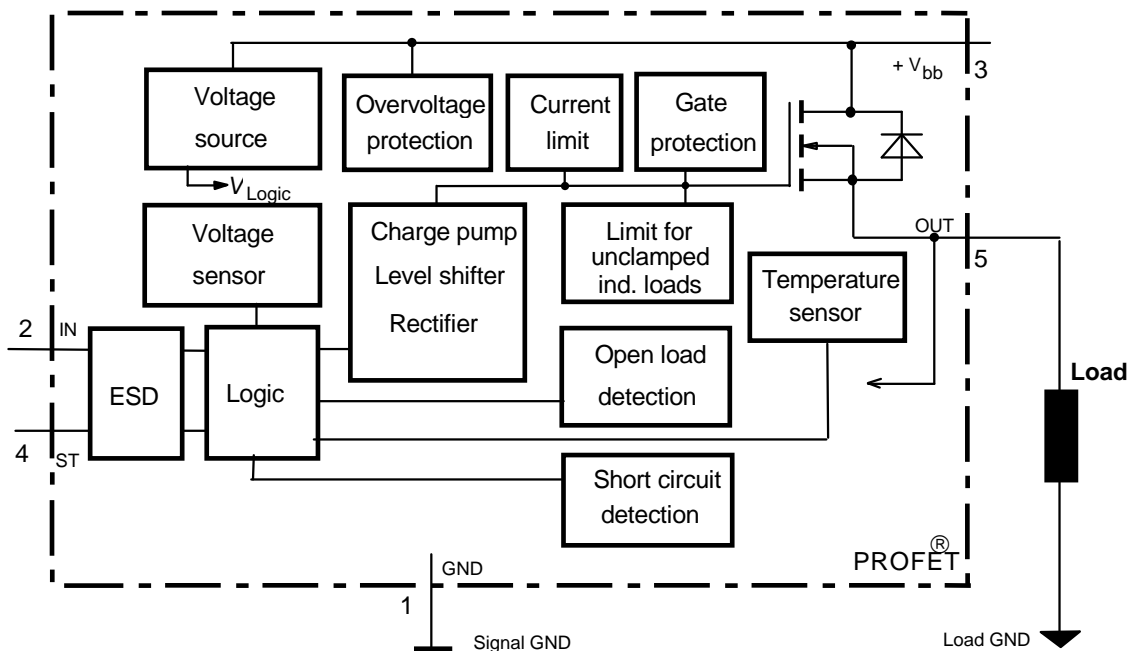 + Vbb
3
Voltage
source
Overvoltage
protection
Current
limit
Gate
protection
VLogic
Voltage
sensor
Charge pump
Level shifter
Rectifier
Limit for
unclamped
ind. loads
OUT
5
Temperature
sensor
2
IN
ESD
Logic
Open load
detection
Load
4
ST
Short circuit
detection
PROFET®
GND
1
Signal GND
Load GND